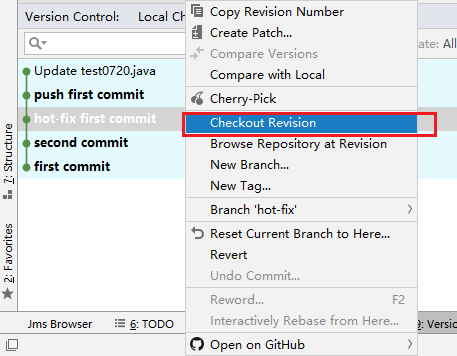 Version Control:
Local Ch
Update test0720.java
push first commit
hot-fix first commit
second commit
first commit
7: Structure
2: Favorites
Copy Revision Number
Create Patch...
Compare Versions
Compare with Local
Cherry-Pick
Checkout Revision
Browse Repository at Revision
New Branch...
New Tag...
Branch 'hot-fix'
Reset Current Branch to Here...
Revert
Undo Commit...
Reword... F2
Interactively Rebase from Here...
Open on GitHub
ate: All
Jms Browser
6: TODO
9: Versio